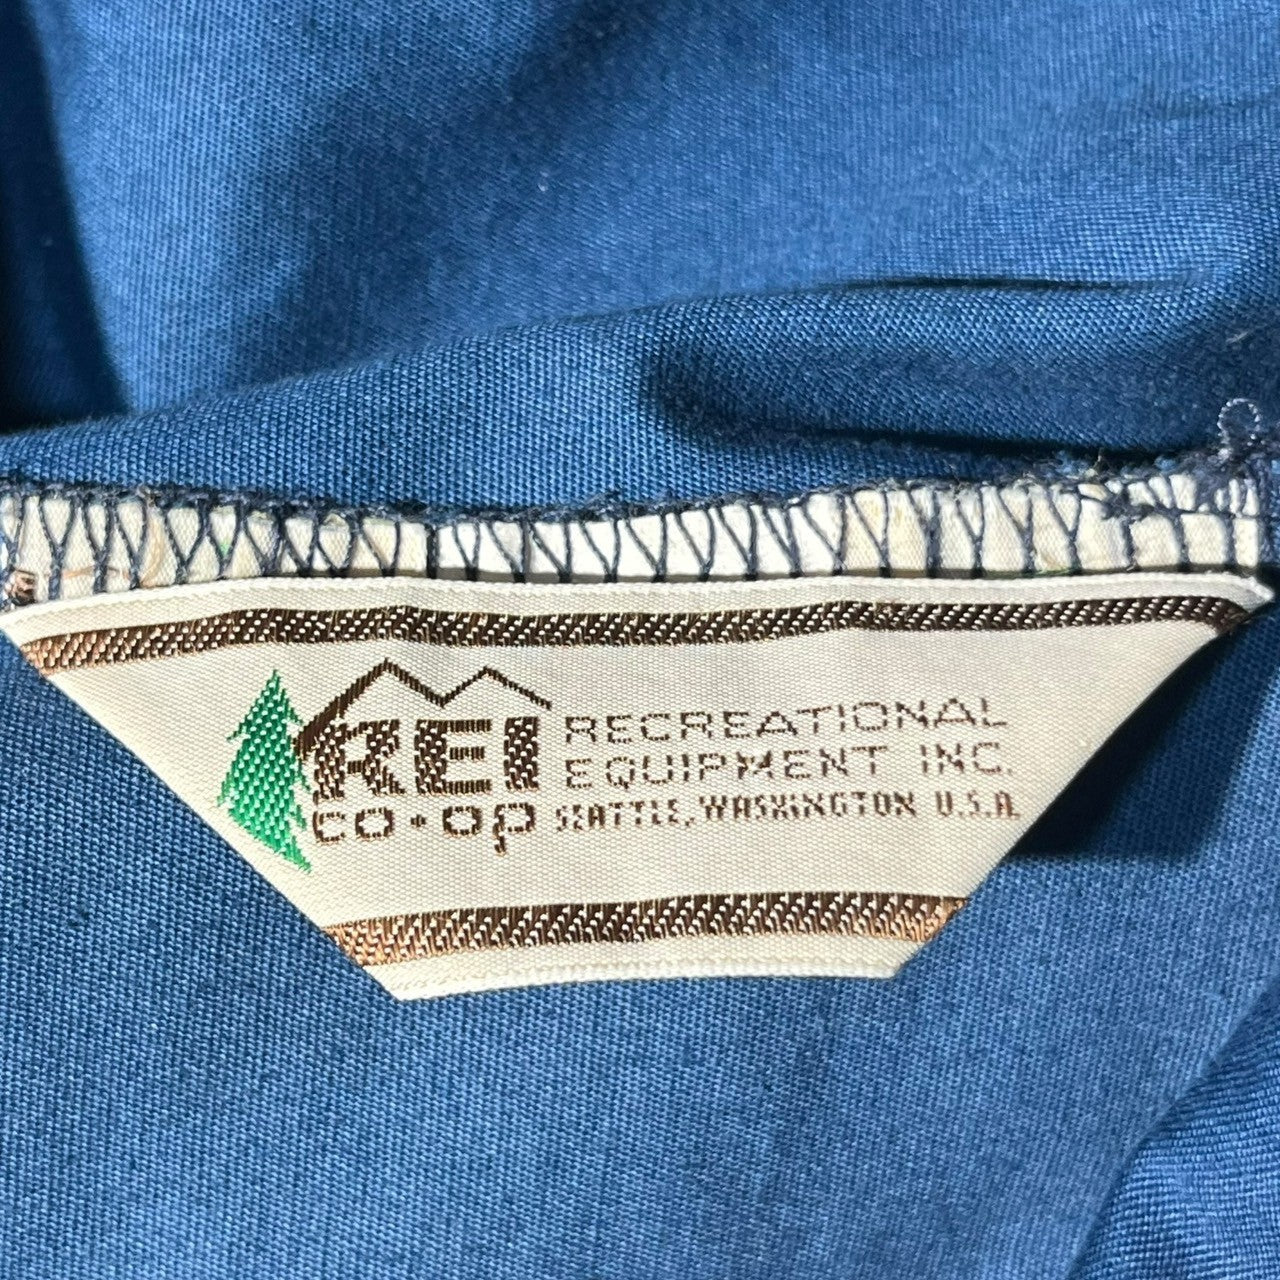 REI
CO-OP
RECREATIONAL
EQUIPMENT INC.
SEATTLE, WASHINGTON U.S.A.